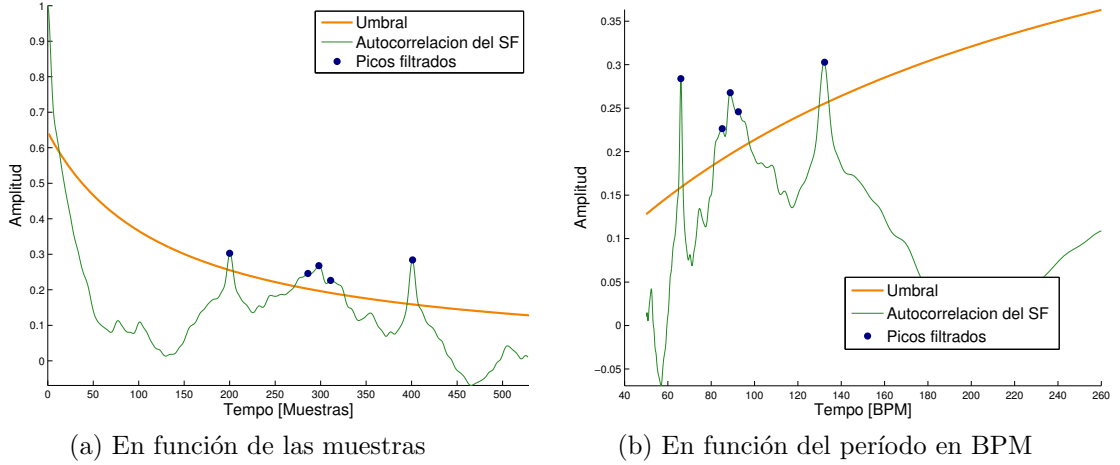 Umbral
Autocorrelacion del SF
Picos filtrados
Amplitud
1
0.9
0.8
0.7
0.6
0.5
0.4
0.3
0.2
0.1
0
0 50 100 150 200 250 300 350 400 450 500
Tempo [Muestras]
(a) En función de las muestras
Amplitud
0.35
0.3
0.25
0.2
0.15
0.1
0.05
0
−0.05
Umbral
Autocorrelacion del SF
Picos filtrados
40 60 80 100 120 140 160 180 200 220 240 260
Tempo [BPM]
(b) En función del período en BPM